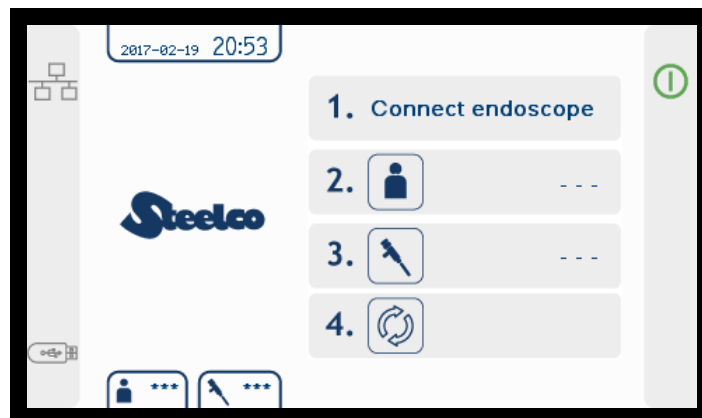 2017-02-19 20:53
1. Connect endoscope
2. - - -
Steelco
3. - - -
4.
*** ***